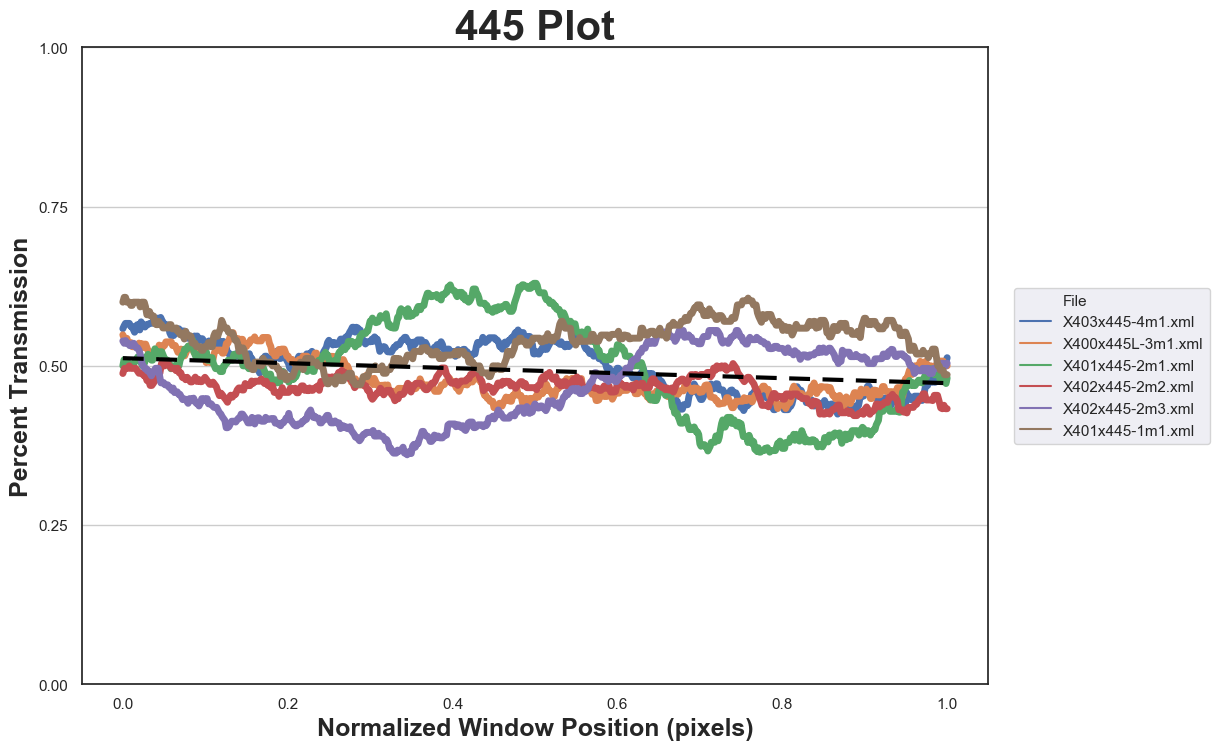 445 Plot
1.00
0.75
0.50
0.25
0.00
Percent Transmission
0.0 0.2 0.4 0.6 0.8 1.0
Normalized Window Position (pixels)
File
X403x445-4m1.xml
X400x445L-3m1.xml
X401x445-2m1.xml
X402x445-2m2.xml
X402x445-2m3.xml
X401x445-1m1.xml